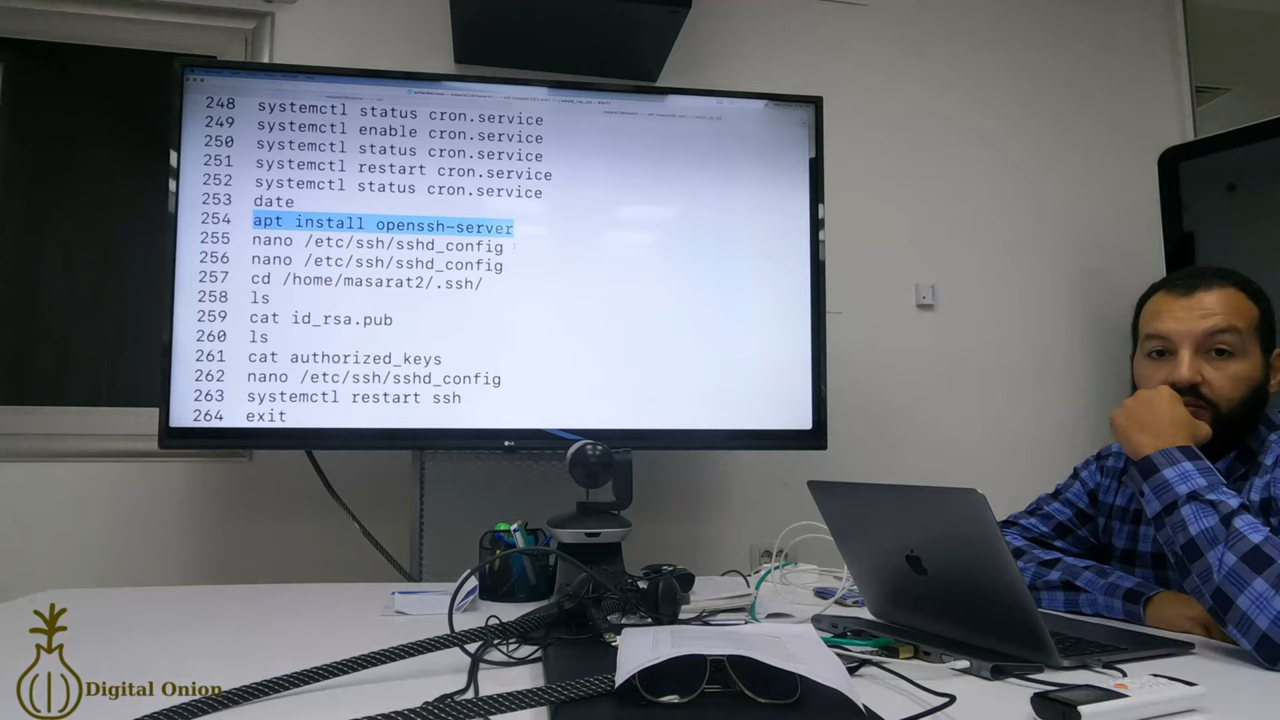 248 systemctl status cron.service
249 systemctl enable cron.service
250 systemctl status cron.service
251 systemctl restart cron.service
252 systemctl status cron.service
253 date
254 apt install openssh-server
255 nano /etc/ssh/sshd_config
256 nano /etc/ssh/sshd_config
257 cd /home/masarat2/.ssh/
258 ls
259 cat id_rsa.pub
260 ls
261 cat authorized_keys
262 nano /etc/ssh/sshd_config
263 systemctl restart ssh
264 exit
LG
Digital Onion